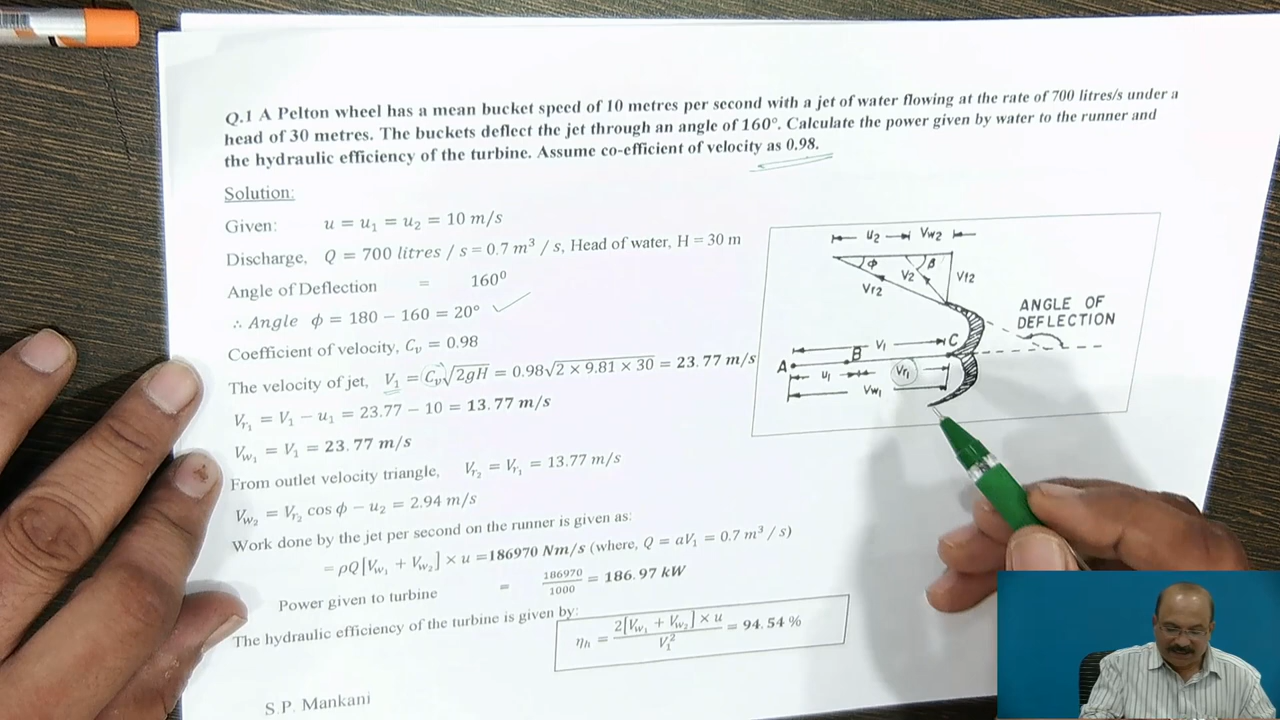 Q.1 A Pelton wheel has a mean bucket speed of 10 metres per second with a jet of water flowing at the rate of 700 litres/s under a
head of 30 metres. The buckets deflect the jet through an angle of 160°. Calculate the power given by water to the runner and
the hydraulic efficiency of the turbine. Assume co-efficient of velocity as 0.98.
Solution:
Given: u = u₁ = u₂ = 10 m/s
Discharge, Q = 700 litres / s = 0.7 m³ / s, Head of water, H = 30 m
Angle of Deflection = 160⁰
∴ Angle ϕ = 180 − 160 = 20°
Coefficient of velocity, Cᵥ = 0.98
The velocity of jet, V₁ = Cᵥ√2gH = 0.98√2 × 9.81 × 30 = 23.77 m/s
Vr₁ = V₁ − u₁ = 23.77 − 10 = 13.77 m/s
Vw₁ = V₁ = 23.77 m/s
From outlet velocity triangle, Vr₂ = Vr₁ = 13.77 m/s
Vw₂ = Vr₂ cos ϕ − u₂ = 2.94 m/s
Work done by the jet per second on the runner is given as:
= ρQ[Vw₁ + Vw₂] × u =186970 Nm/s (where, Q = aV₁ = 0.7 m³ / s)
Power given to turbine = 186970/1000 = 186.97 kW
The hydraulic efficiency of the turbine is given by:
ηh = 2[Vw₁ + Vw₂] × u / V₁² = 94.54 %
S.P. Mankani
u₂ Vw₂
ϕ V₂ β
Vr₂ Vf₂
ANGLE OF
DEFLECTION
V₁ C
A B
u₁ Vr₁
Vw₁